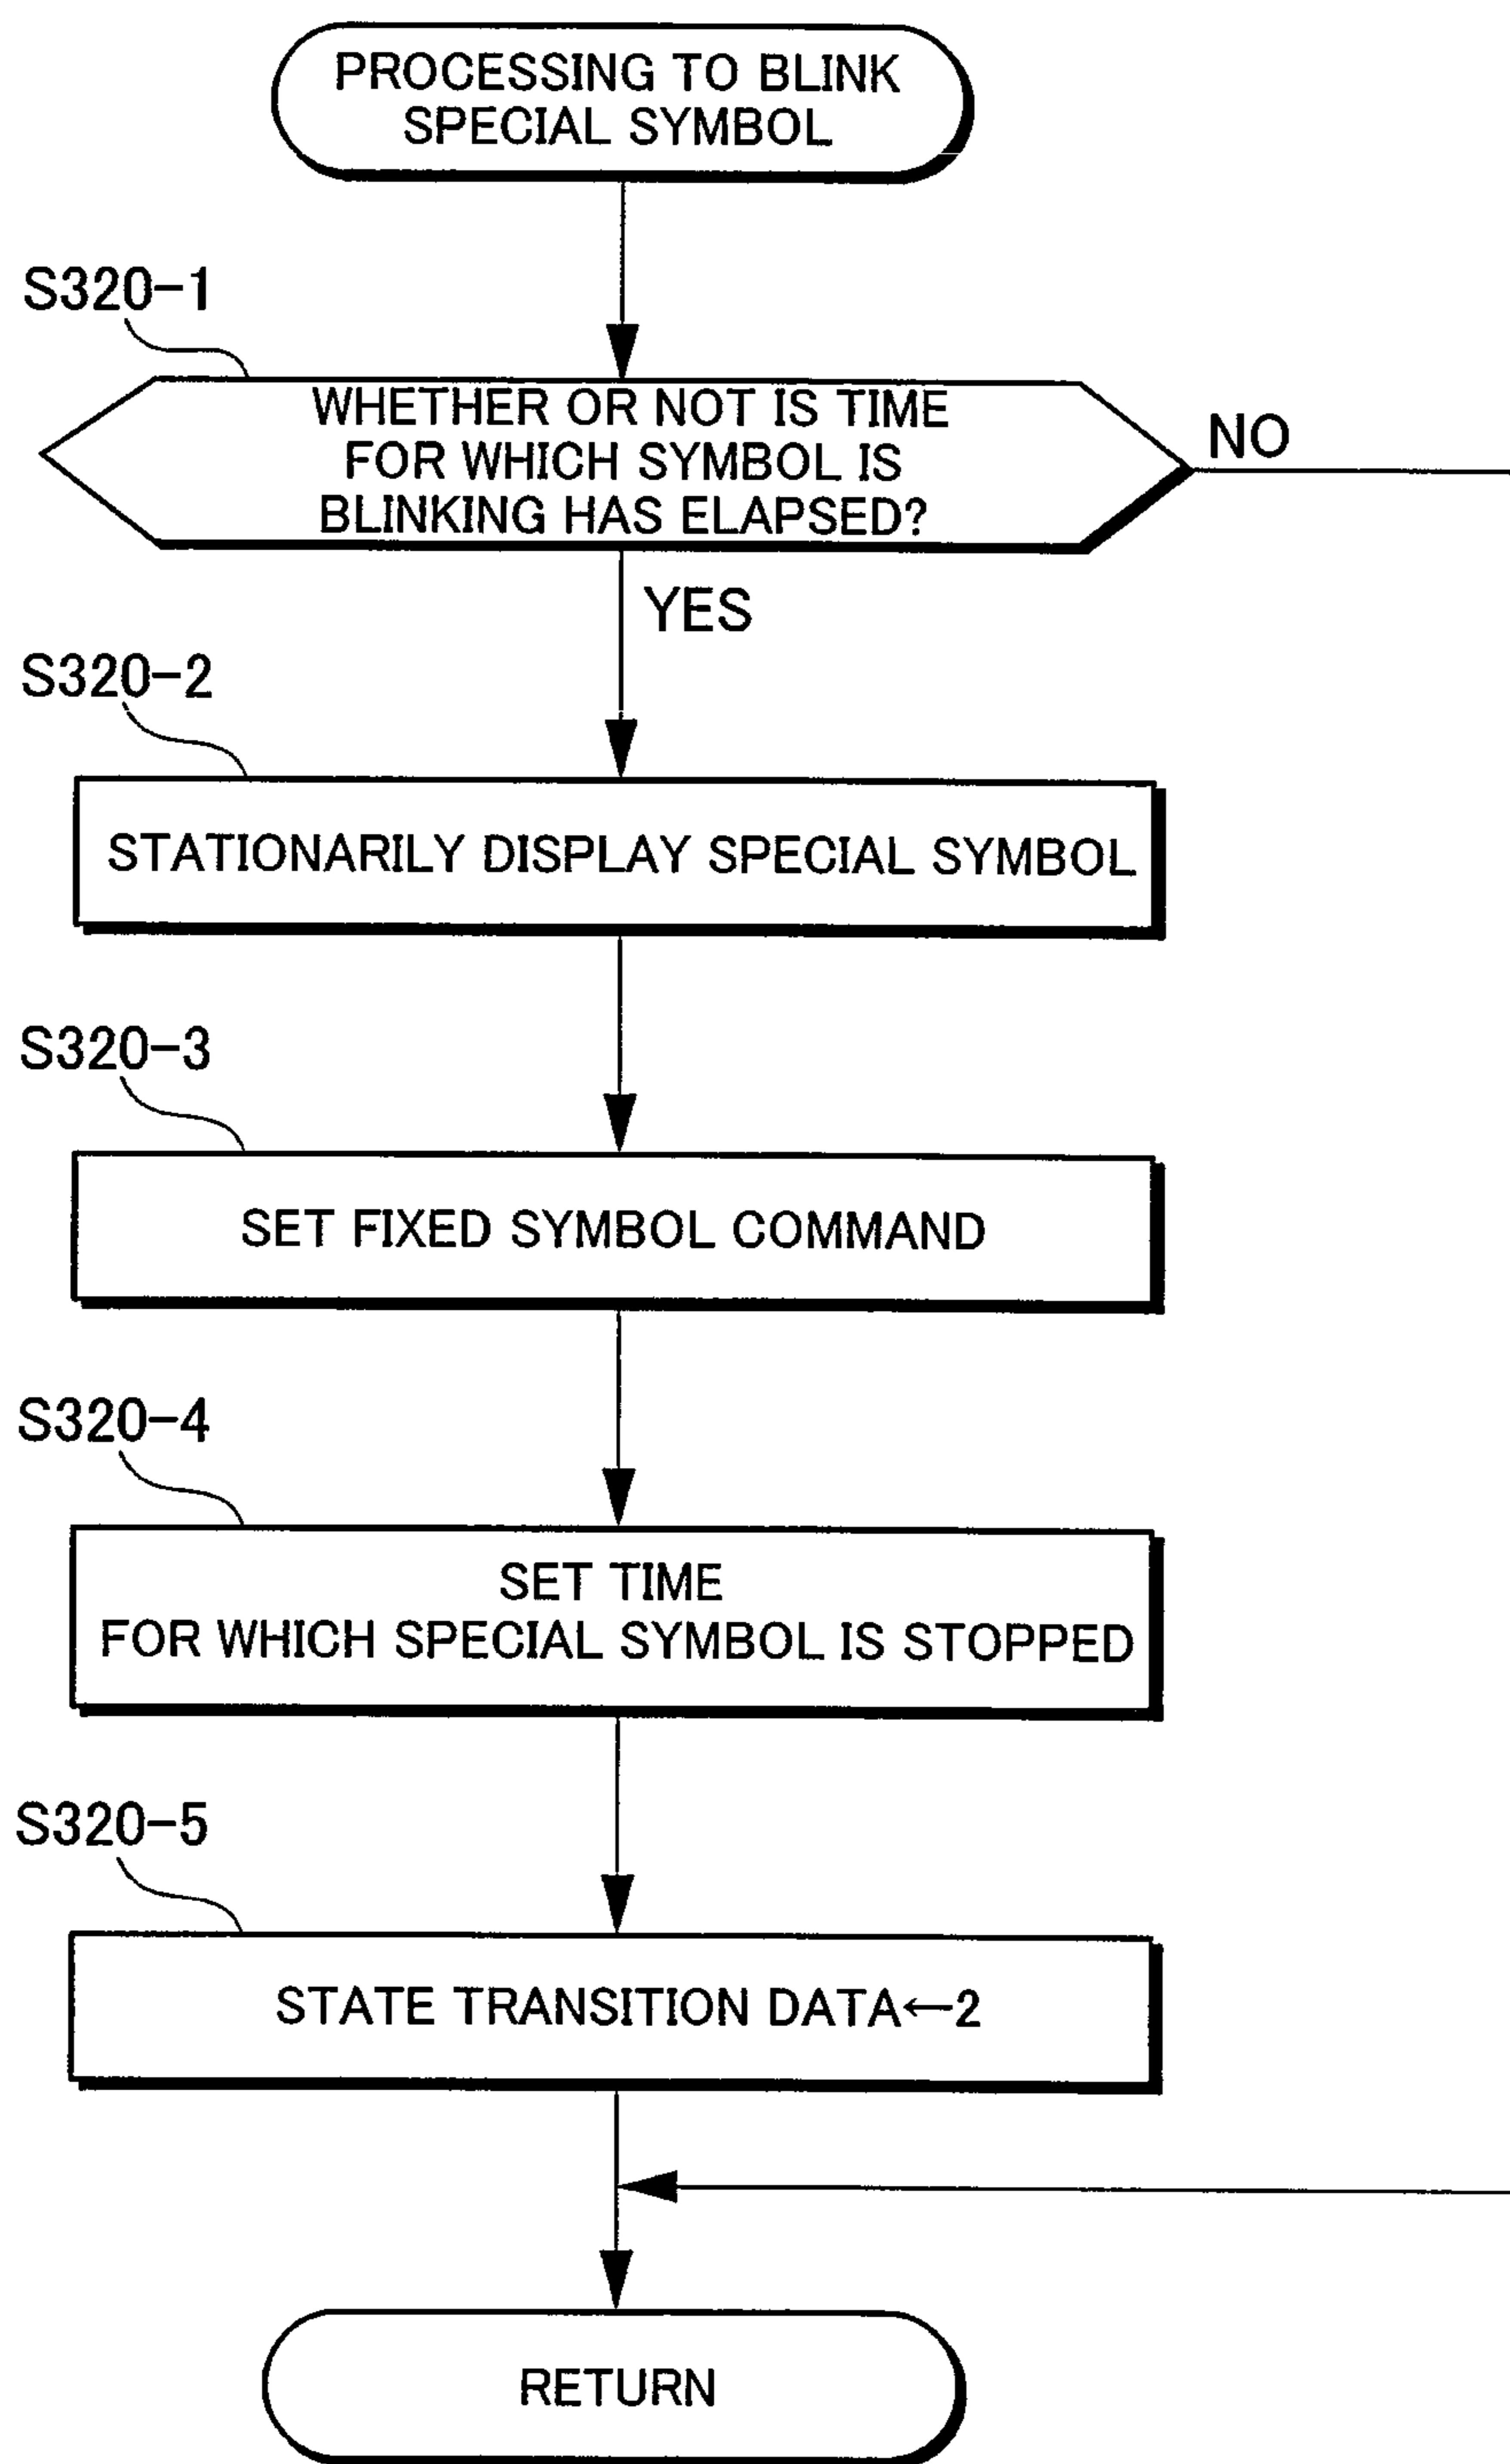 PROCESSING TO BLINK
SPECIAL SYMBOL
S320-1
WHETHER OR NOT IS TIME
FOR WHICH SYMBOL IS
BLINKING HAS ELAPSED?
NO
YES
S320-2
STATIONARILY DISPLAY SPECIAL SYMBOL
S320-3
SET FIXED SYMBOL COMMAND
S320-4
SET TIME
FOR WHICH SPECIAL SYMBOL IS STOPPED
S320-5
STATE TRANSITION DATA←2
RETURN